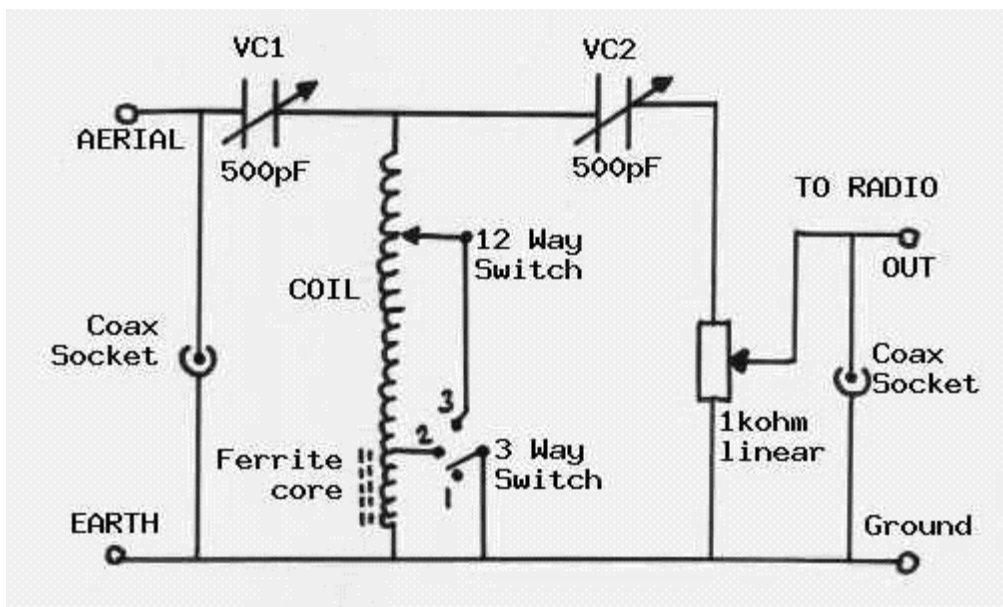 VC1
VC2
AERIAL
500pF
500pF
TO RADIO
12 Way
Switch
OUT
COIL
Coax
Socket
Coax
Socket
3
1kohm
linear
2
3 Way
Switch
Ferrite
core
1
EARTH
Ground